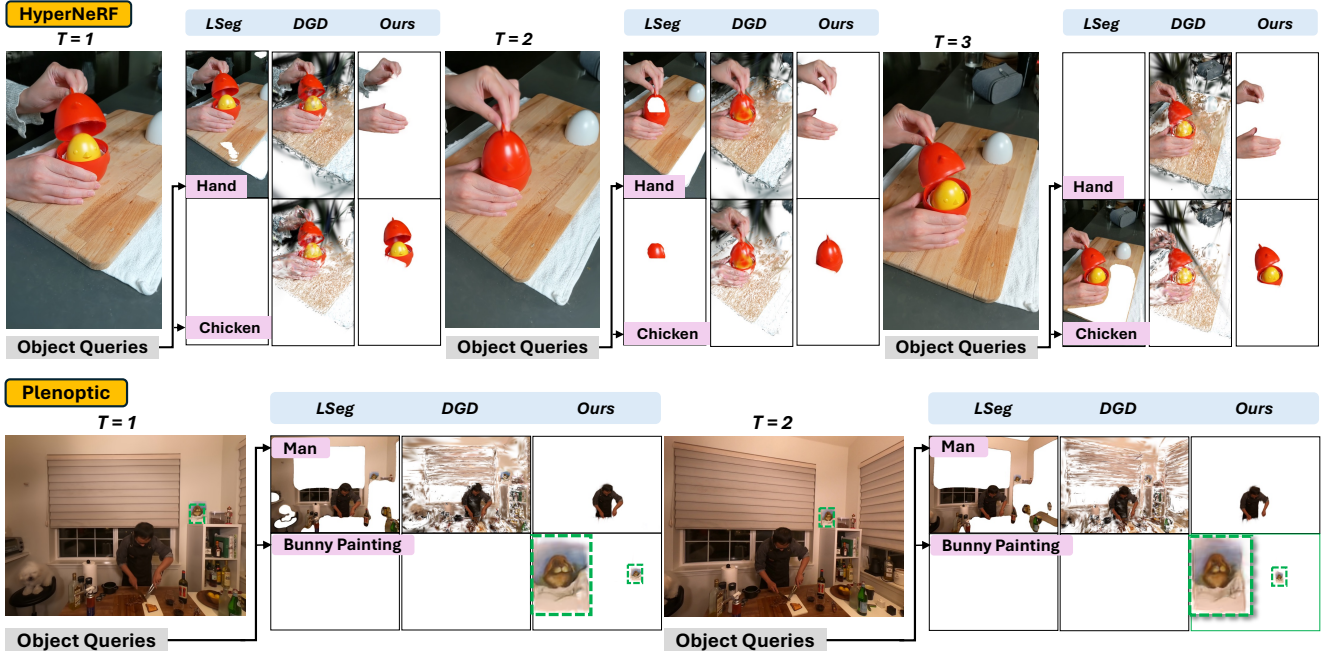 HyperNeRF
LSeg DGD Ours
LSeg DGD Ours
LSeg DGD Ours
T = 1
T = 2
T = 3
Hand
Hand
Hand
Chicken
Chicken
Chicken
Object Queries
Object Queries
Object Queries
Plenoptic
LSeg DGD Ours
LSeg DGD Ours
T = 1
T = 2
Man
Man
Bunny Painting
Bunny Painting
Object Queries
Object Queries